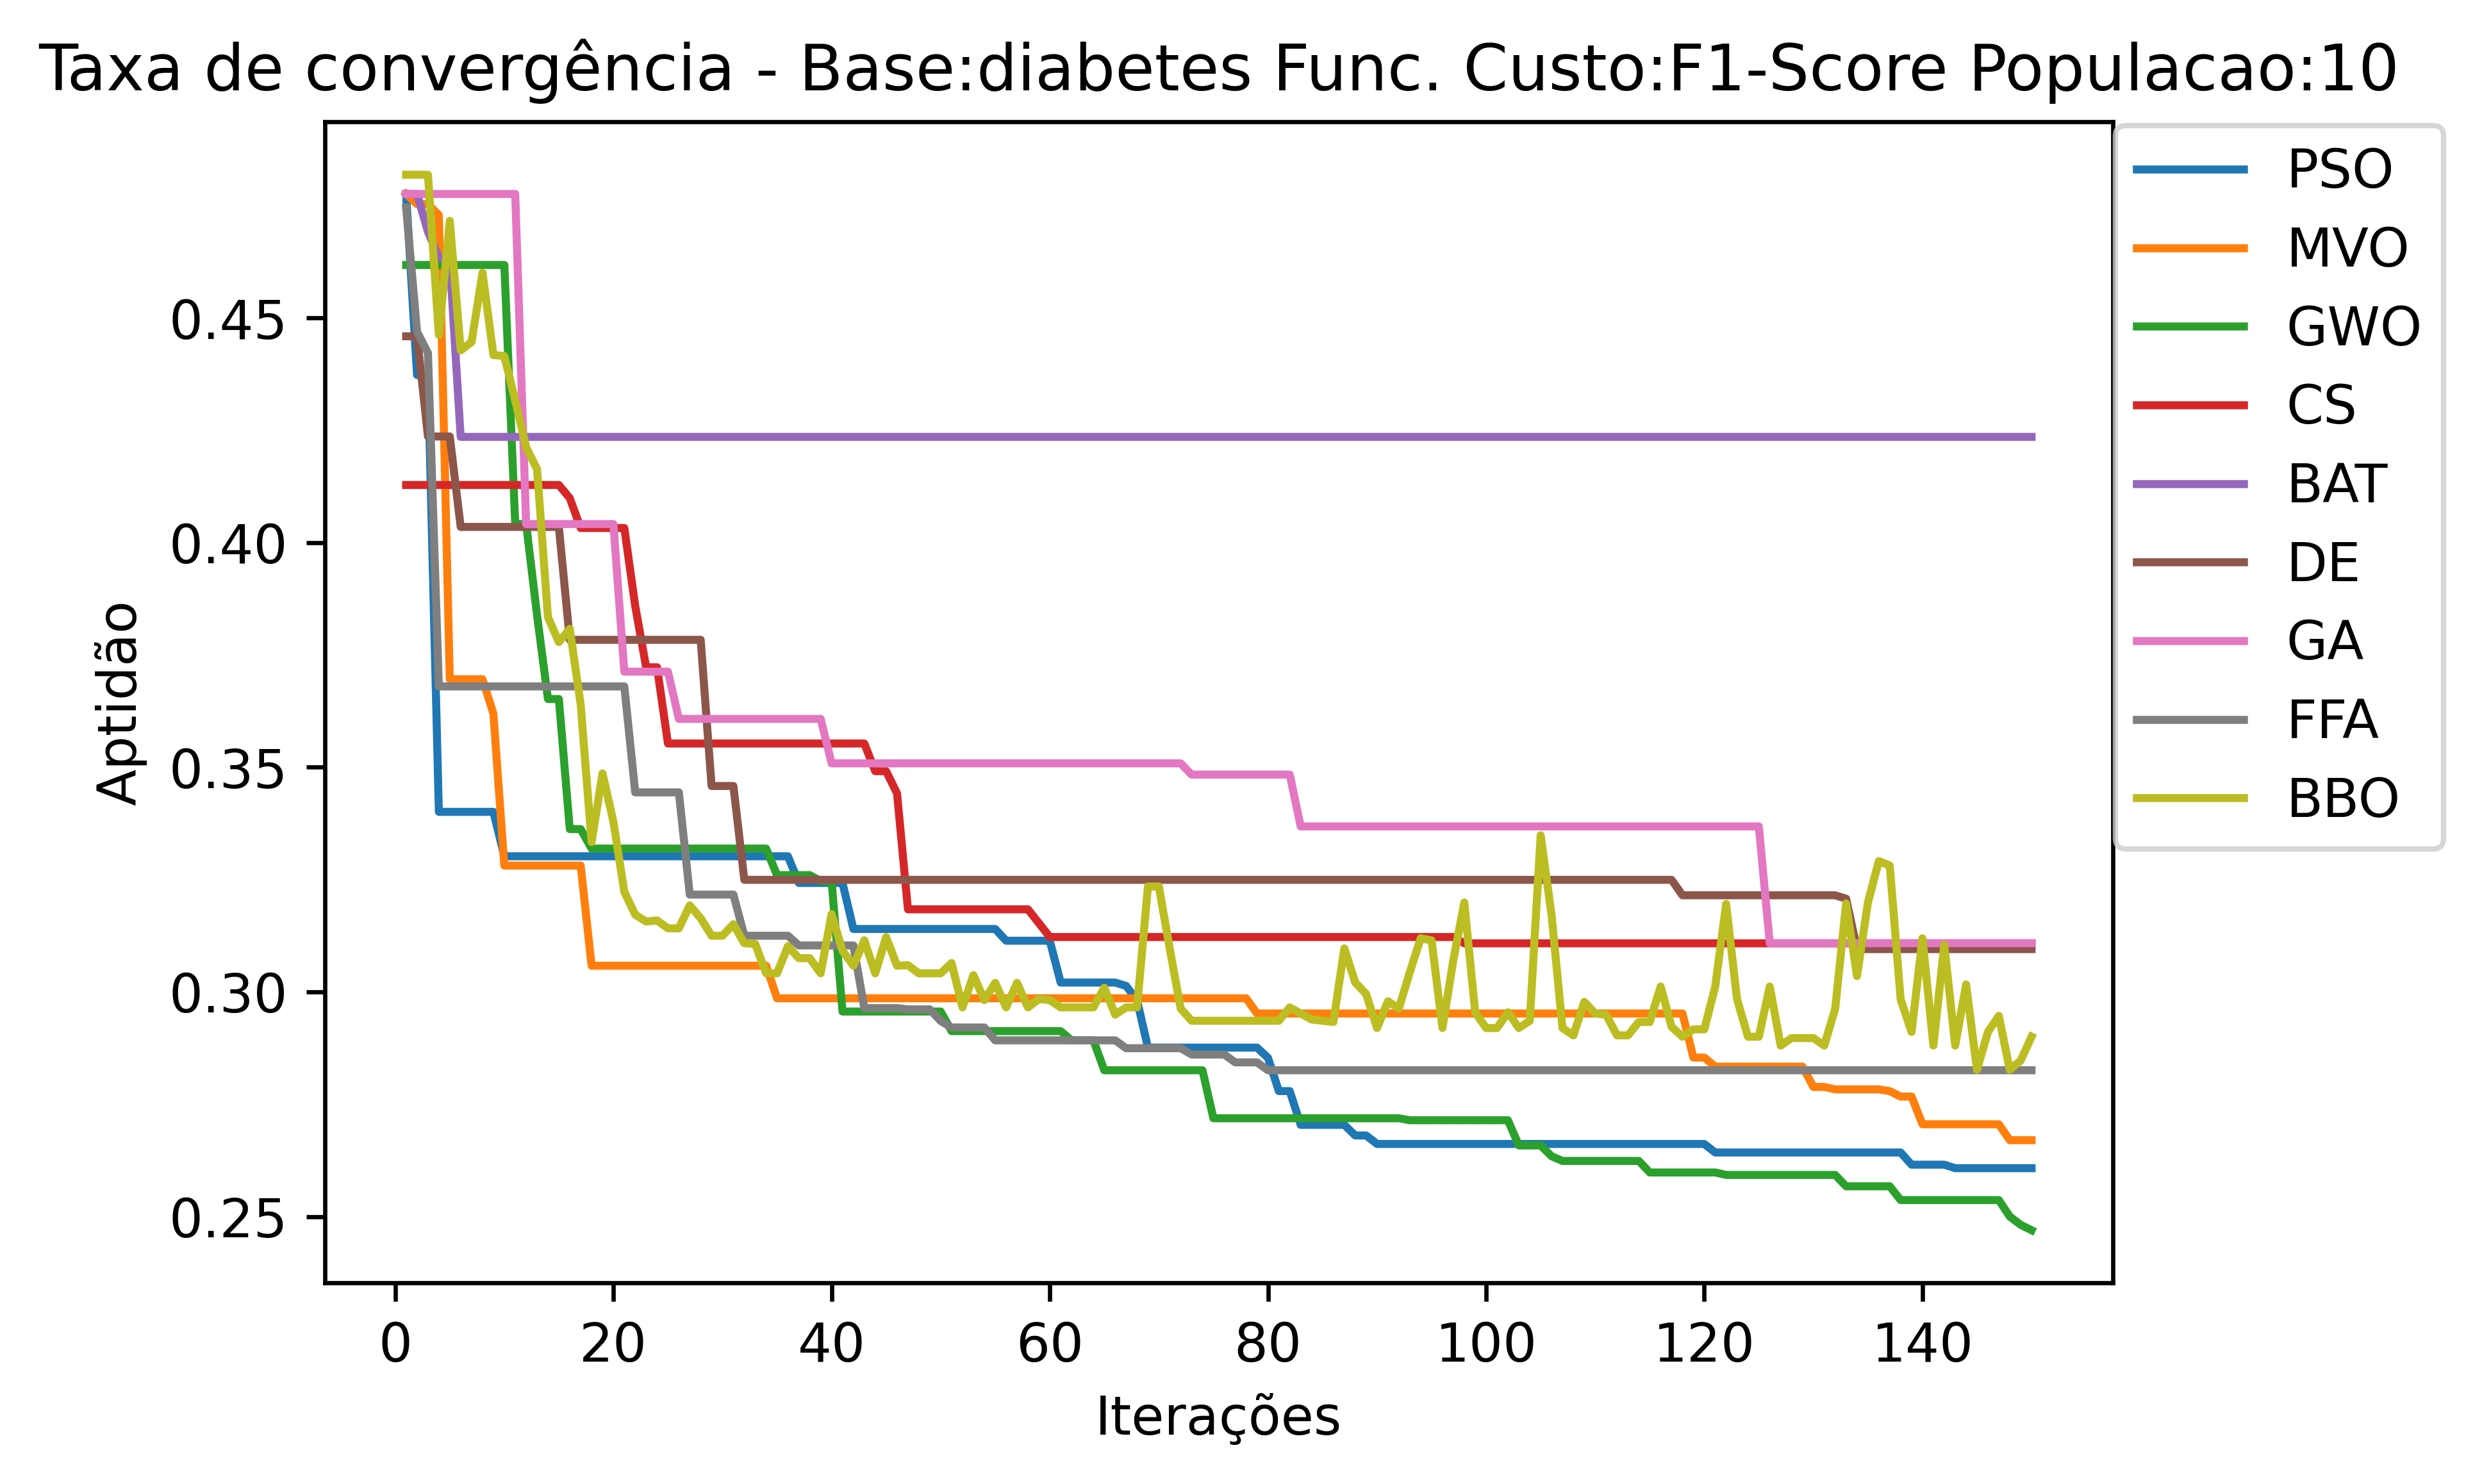 Taxa de convergência - Base:diabetes Func. Custo:F1-Score Populacao:10
PSO
MVO
GWO
CS
BAT
DE
GA
FFA
BBO
Aptidão
0.45
0.40
0.35
0.30
0.25
0 20 40 60 80 100 120 140
Iterações